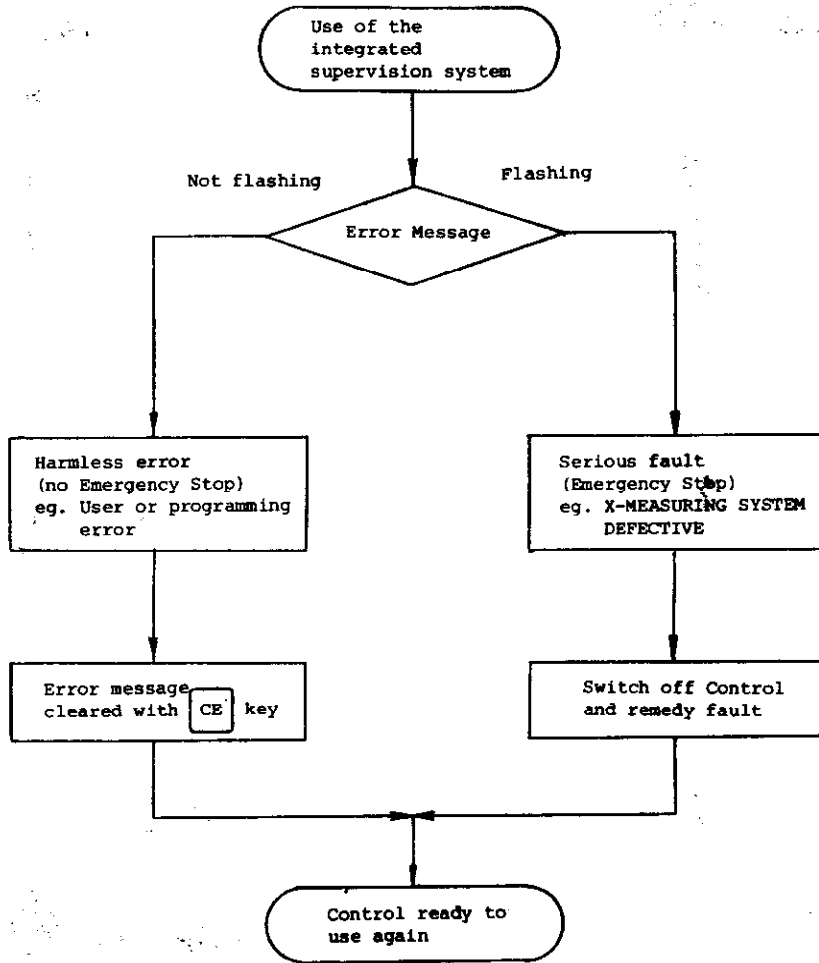 Use of the
integrated
supervision system
Not flashing
Flashing
Error Message
Harmless error
(no Emergency Stop)
eg. User or programming
error
Serious fault
(Emergency Stop)
eg. X-MEASURING SYSTEM
DEFECTIVE
Error message
cleared with CE key
Switch off Control
and remedy fault
Control ready to
use again